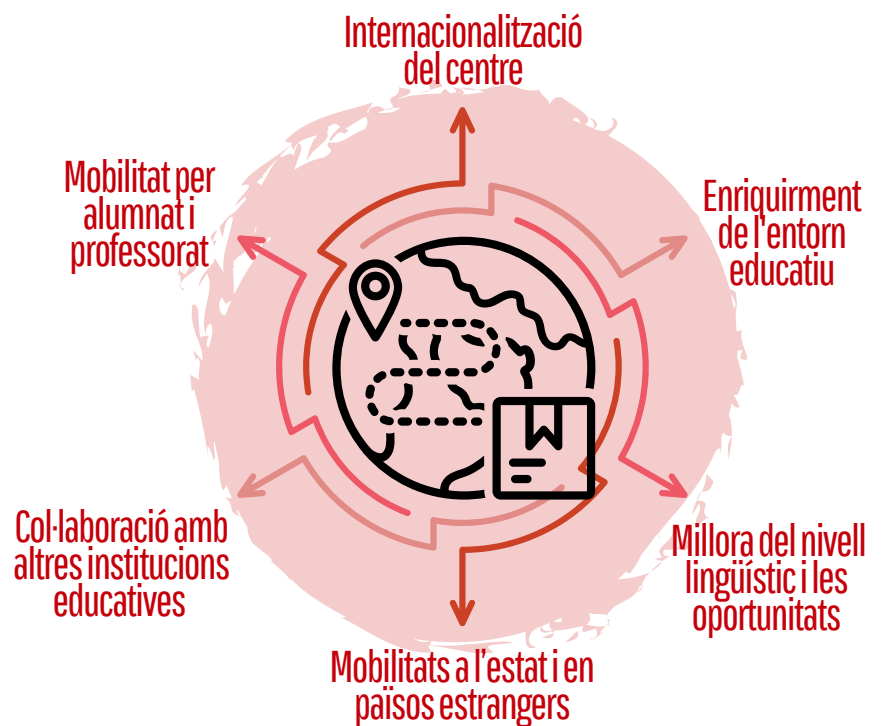 Internacionalització
del centre
Mobilitat per
alumnat i
professorat
Enriquirment
de l'entorn
educatiu
Col·laboració amb
altres institucions
educatives
Millora del nivell
lingüístic i les
oportunitats
Mobilitats a l'estat i en
països estrangers